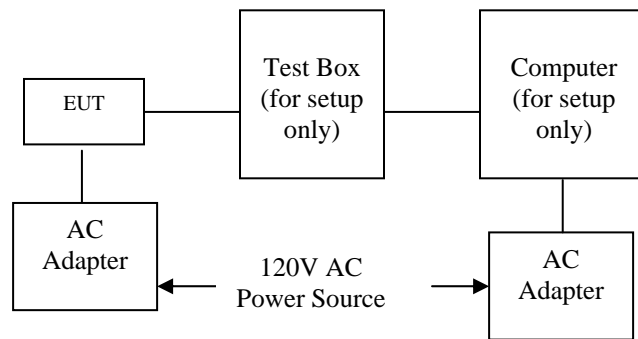 EUT
Test Box
(for setup
only)
Computer
(for setup
only)
AC
Adapter
120V AC
Power Source
AC
Adapter